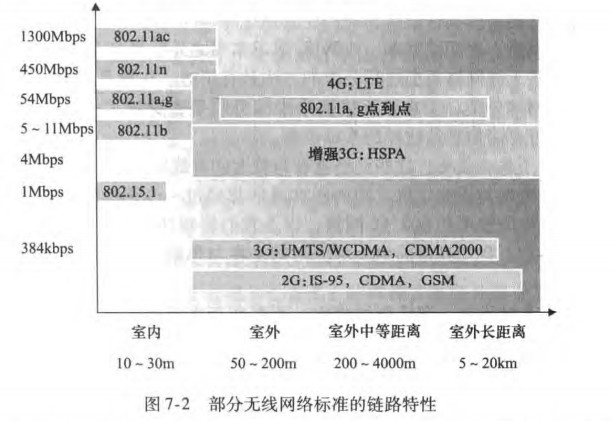 1300Mbps 802.11ac
450Mbps 802.11n
4G:LTE
54Mbps 802.11a,g 802.11a, g点到点
5~11Mbps 802.11b
增强3G:HSPA
4Mbps
1Mbps 802.15.1
384kbps 3G:UMTS/WCDMA, CDMA2000
2G:IS-95, CDMA, GSM
室内 室外 室外中等距离 室外长距离
10~30m 50~200m 200~4000m 5~20km
图7-2 部分无线网络标准的链路特性